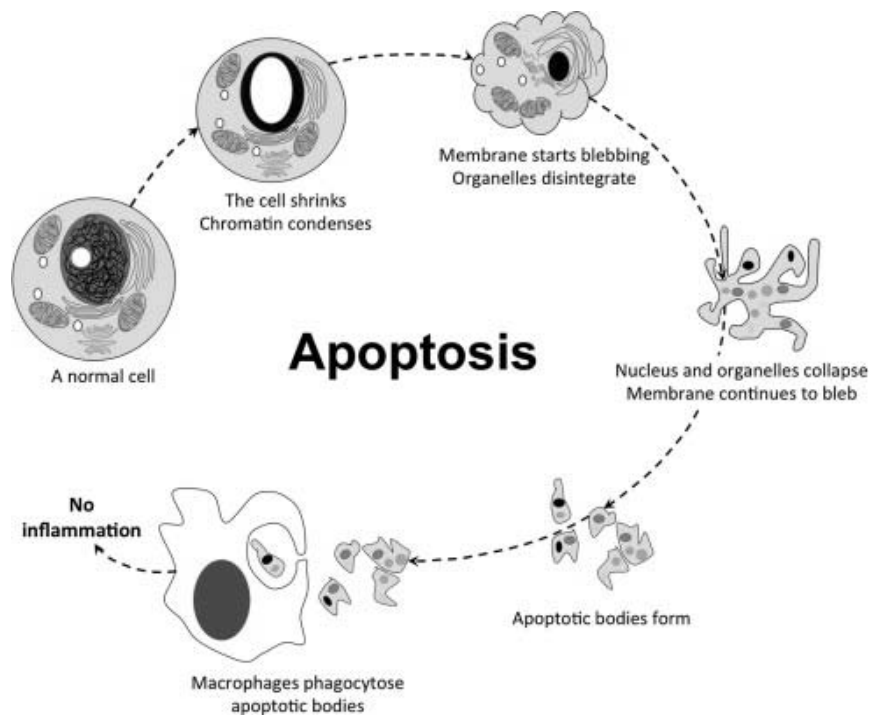 A normal cell
The cell shrinks
Chromatin condenses
Membrane starts blebbing
Organelles disintegrate
Apoptosis
Nucleus and organelles collapse
Membrane continues to bleb
Apoptotic bodies form
Macrophages phagocytose
apoptotic bodies
No
inflammation